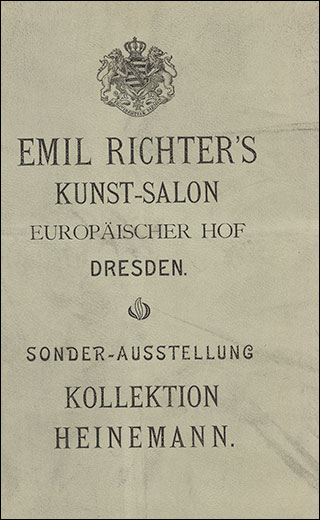 EMIL RICHTER'S
KUNST-SALON
EUROPÄISCHER HOF
DRESDEN.
SONDER-AUSSTELLUNG
KOLLEKTION
HEINEMANN.